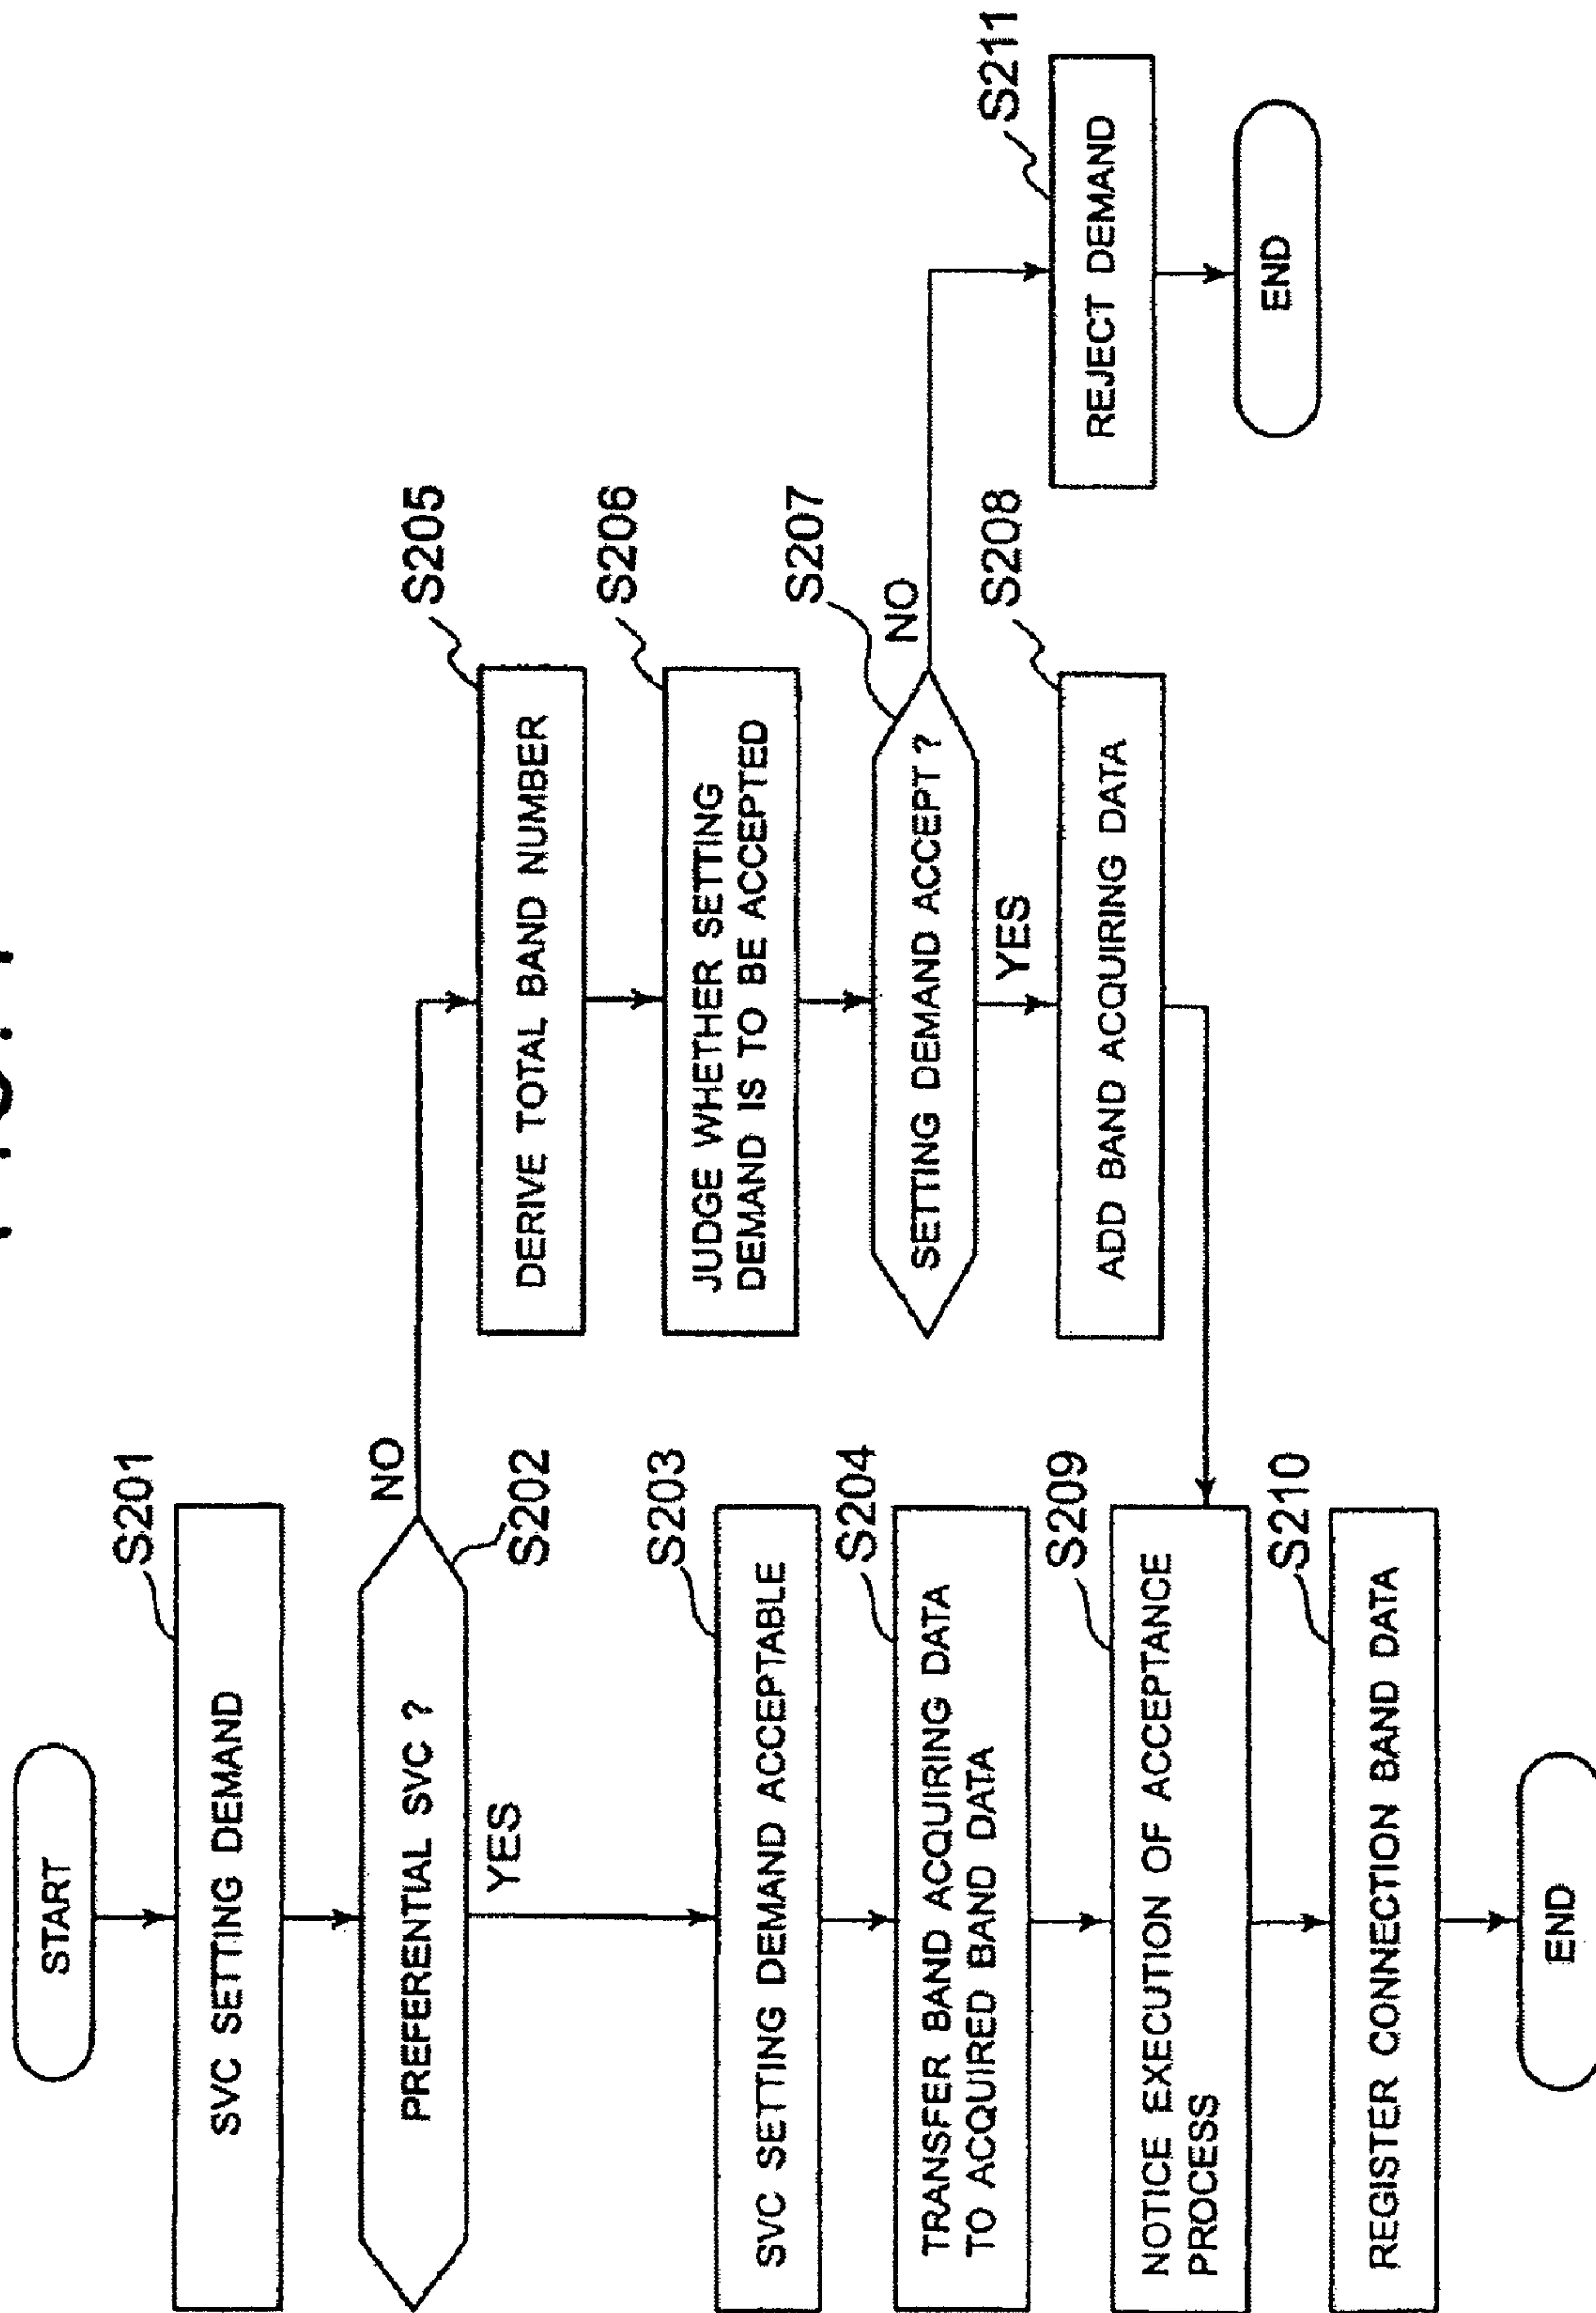 START
S201
SVC SETTING DEMAND
NO
PREFERENTIAL SVC ?
S202
YES
S203
SVC SETTING DEMAND ACCEPTABLE
S204
TRANSFER BAND ACQUIRING DATA
TO ACQUIRED BAND DATA
S205
DERIVE TOTAL BAND NUMBER
S206
JUDGE WHETHER SETTING
DEMAND IS TO BE ACCEPTED
S207
NO
SETTING DEMAND ACCEPT ?
YES
S208
ADD BAND ACQUIRING DATA
S209
NOTICE EXECUTION OF ACCEPTANCE
PROCESS
S210
REGISTER CONNECTION BAND DATA
END
S211
REJECT DEMAND
END